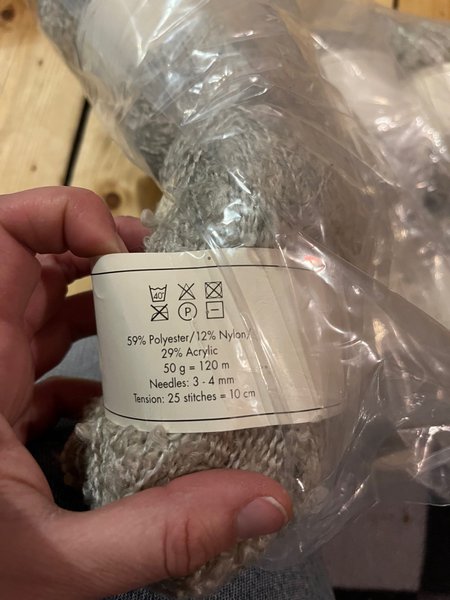 40°
P
59% Polyester/12% Nylon/
29% Acrylic
50 g = 120 m
Needles: 3 - 4 mm
Tension: 25 stitches = 10 cm